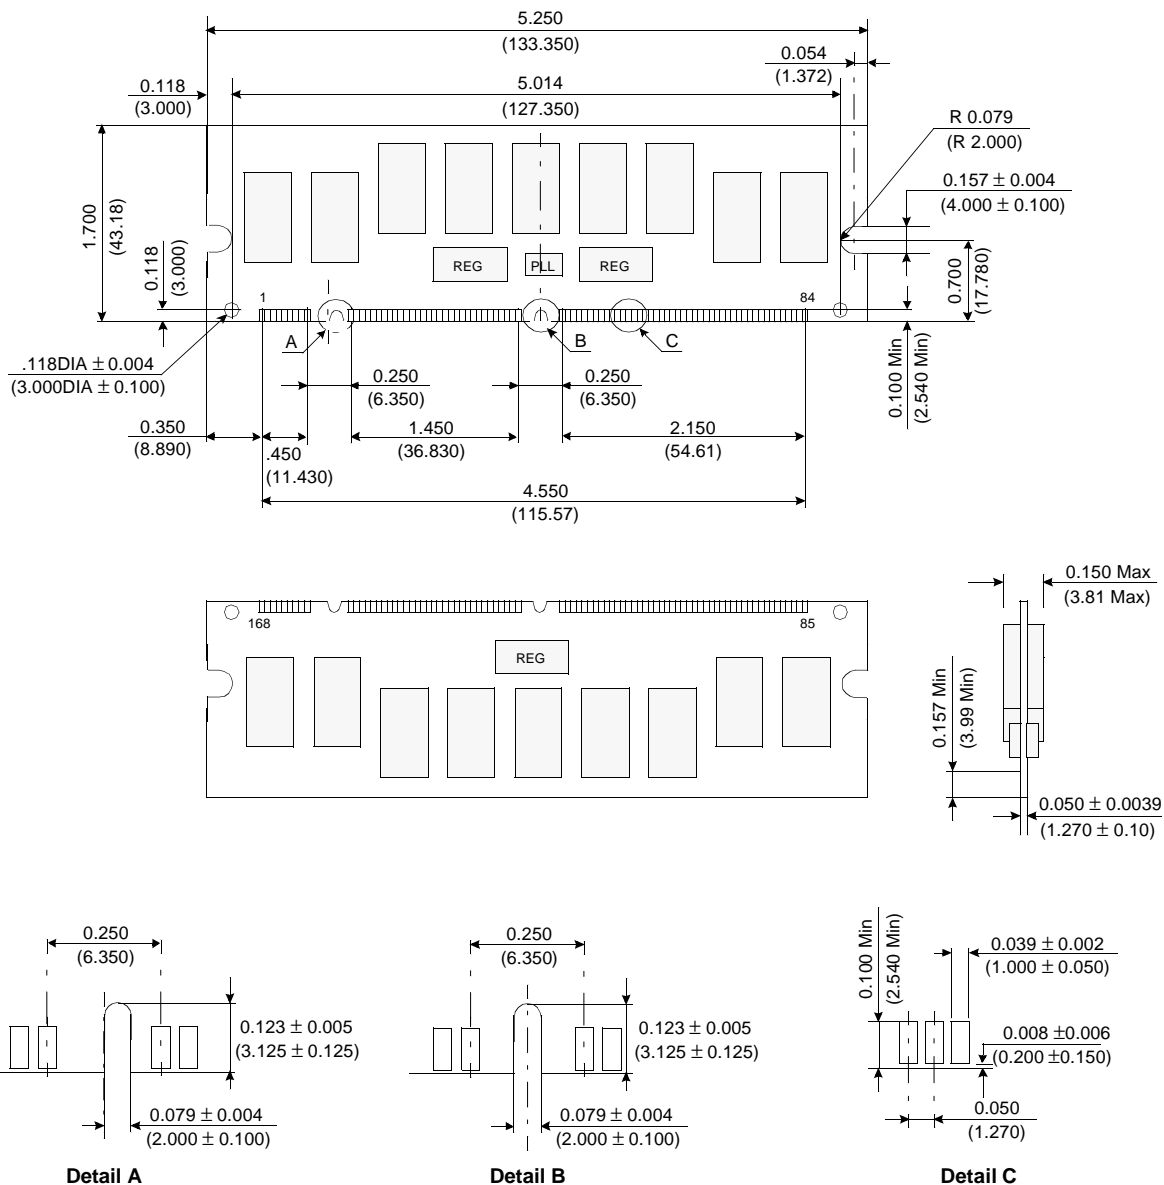 5.250
(133.350)
0.054
(1.372)
0.118
(3.000)
5.014
(127.350)
R 0.079
(R 2.000)
0.157 ± 0.004
(4.000 ± 0.100)
1.700
(43.18)
0.118
(3.000)
REG
PLL
REG
0.700
(17.780)
1
84
A
B
C
.118DIA ± 0.004
(3.000DIA ± 0.100)
0.250
(6.350)
0.250
(6.350)
0.100 Min
(2.540 Min)
0.350
(8.890)
.450
(11.430)
1.450
(36.830)
2.150
(54.61)
4.550
(115.57)
0.150 Max
(3.81 Max)
168
85
REG
0.157 Min
(3.99 Min)
0.050 ± 0.0039
(1.270 ± 0.10)
0.250
(6.350)
0.123 ± 0.005
(3.125 ± 0.125)
0.079 ± 0.004
(2.000 ± 0.100)
Detail A
0.250
(6.350)
0.123 ± 0.005
(3.125 ± 0.125)
0.079 ± 0.004
(2.000 ± 0.100)
Detail B
0.100 Min
(2.540 Min)
0.039 ± 0.002
(1.000 ± 0.050)
0.008 ±0.006
(0.200 ±0.150)
0.050
(1.270)
Detail C